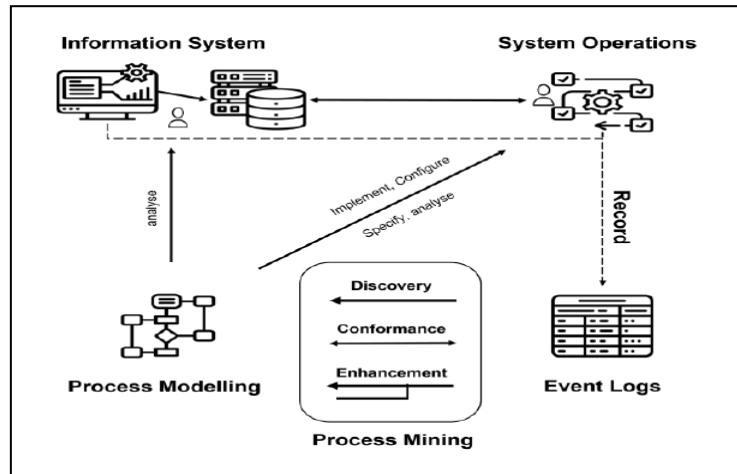 Information System
System Operations
analyse
Implement, Configure
Specify, analyse
Record
Discovery
Conformance
Enhancement
Process Modelling
Event Logs
Process Mining